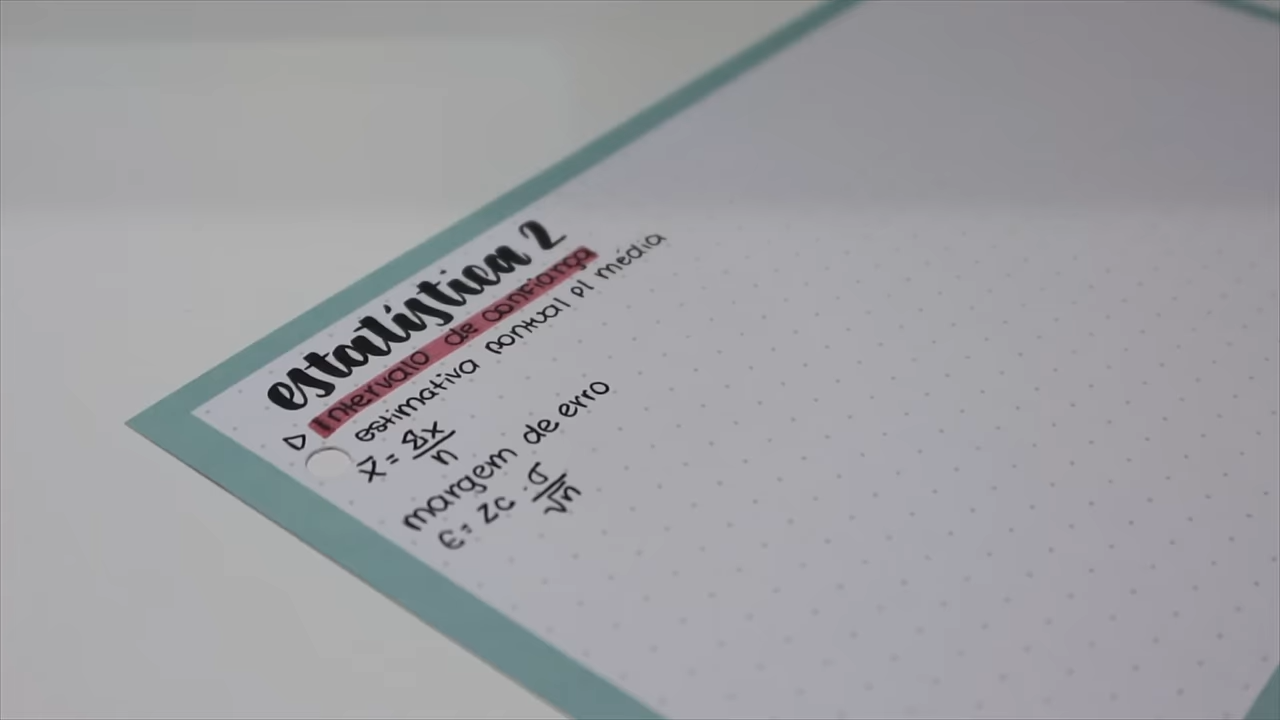 estatística 2
▷ Intervalo de confiança
estimativa pontual p/ média
x̄ = Σx/n
margem de erro
E = zc · σ/√n